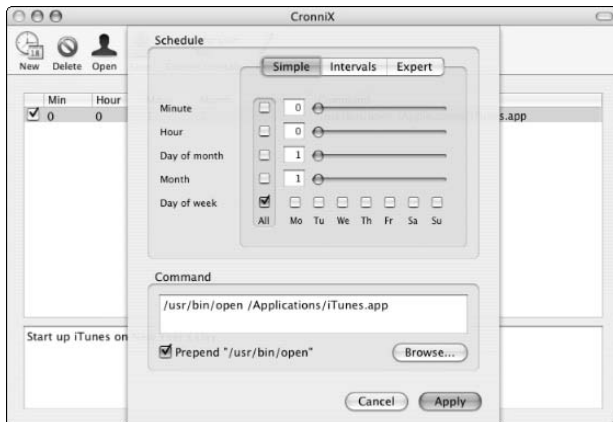 CronniX
New Delete Open
Schedule
Simple Intervals Expert
Min Hour
0 0
s.app
Minute 0
Hour 0
Day of month 1
Month 1
Day of week
All Mo Tu We Th Fr Sa Su
Command
/usr/bin/open /Applications/iTunes.app
Start up iTunes on
Prepend "/usr/bin/open"
Browse...
Cancel Apply